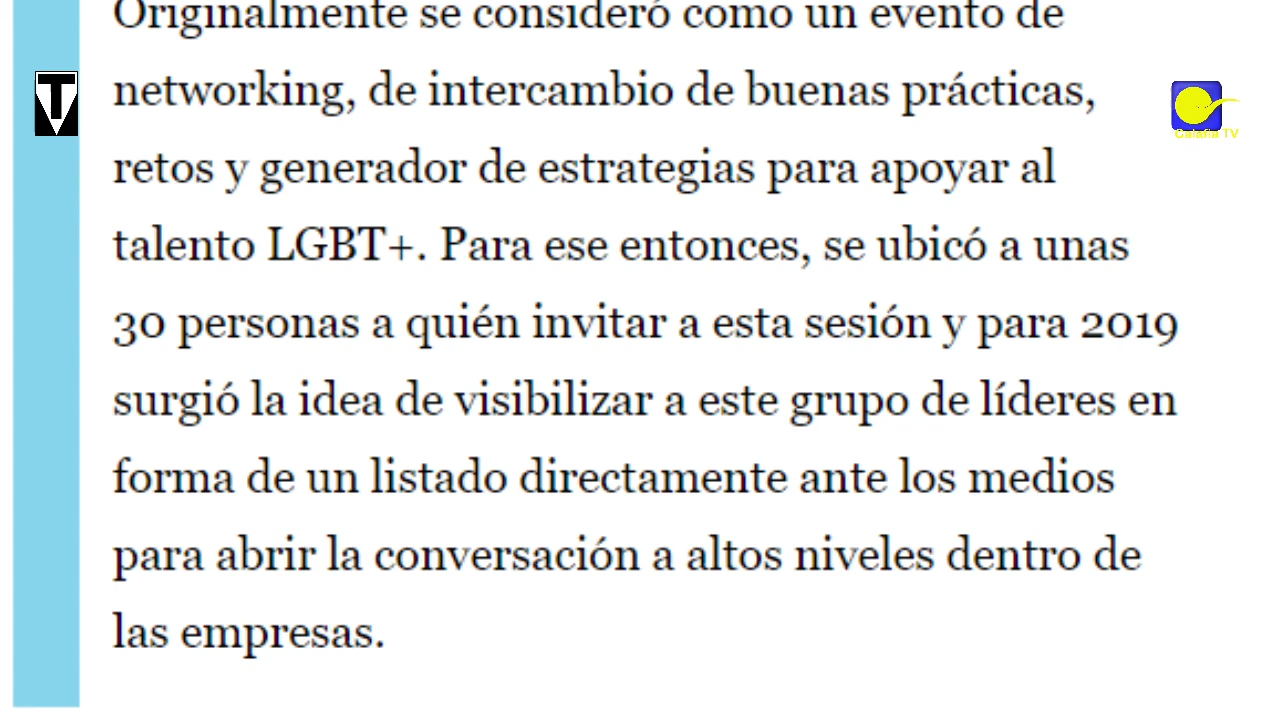 Originalmente se consideró como un evento de
networking, de intercambio de buenas prácticas,
retos y generador de estrategias para apoyar al
talento LGBT+. Para ese entonces, se ubicó a unas
30 personas a quién invitar a esta sesión y para 2019
surgió la idea de visibilizar a este grupo de líderes en
forma de un listado directamente ante los medios
para abrir la conversación a altos niveles dentro de
las empresas.
T
Calafia TV